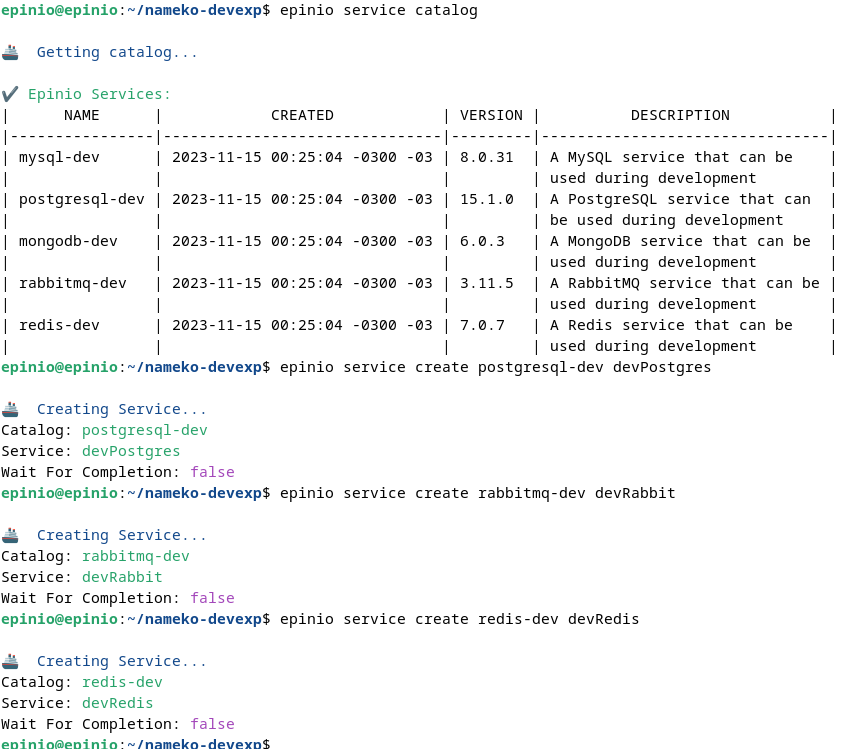 epinio@epinio:~/nameko-devexp$ epinio service catalog
🚢  Getting catalog...
✔️ Epinio Services:
|      NAME      |            CREATED            | VERSION |          DESCRIPTION           |
|----------------|-------------------------------|---------|--------------------------------|
| mysql-dev      | 2023-11-15 00:25:04 -0300 -03 | 8.0.31  | A MySQL service that can be    |
|                |                               |         | used during development        |
| postgresql-dev | 2023-11-15 00:25:04 -0300 -03 | 15.1.0  | A PostgreSQL service that can  |
|                |                               |         | be used during development     |
| mongodb-dev    | 2023-11-15 00:25:04 -0300 -03 | 6.0.3   | A MongoDB service that can be  |
|                |                               |         | used during development        |
| rabbitmq-dev   | 2023-11-15 00:25:04 -0300 -03 | 3.11.5  | A RabbitMQ service that can be |
|                |                               |         | used during development        |
| redis-dev      | 2023-11-15 00:25:04 -0300 -03 | 7.0.7   | A Redis service that can be    |
|                |                               |         | used during development        |
epinio@epinio:~/nameko-devexp$ epinio service create postgresql-dev devPostgres
🚢  Creating Service...
Catalog: postgresql-dev
Service: devPostgres
Wait For Completion: false
epinio@epinio:~/nameko-devexp$ epinio service create rabbitmq-dev devRabbit
🚢  Creating Service...
Catalog: rabbitmq-dev
Service: devRabbit
Wait For Completion: false
epinio@epinio:~/nameko-devexp$ epinio service create redis-dev devRedis
🚢  Creating Service...
Catalog: redis-dev
Service: devRedis
Wait For Completion: false
epinio@epinio:~/nameko-devexp$